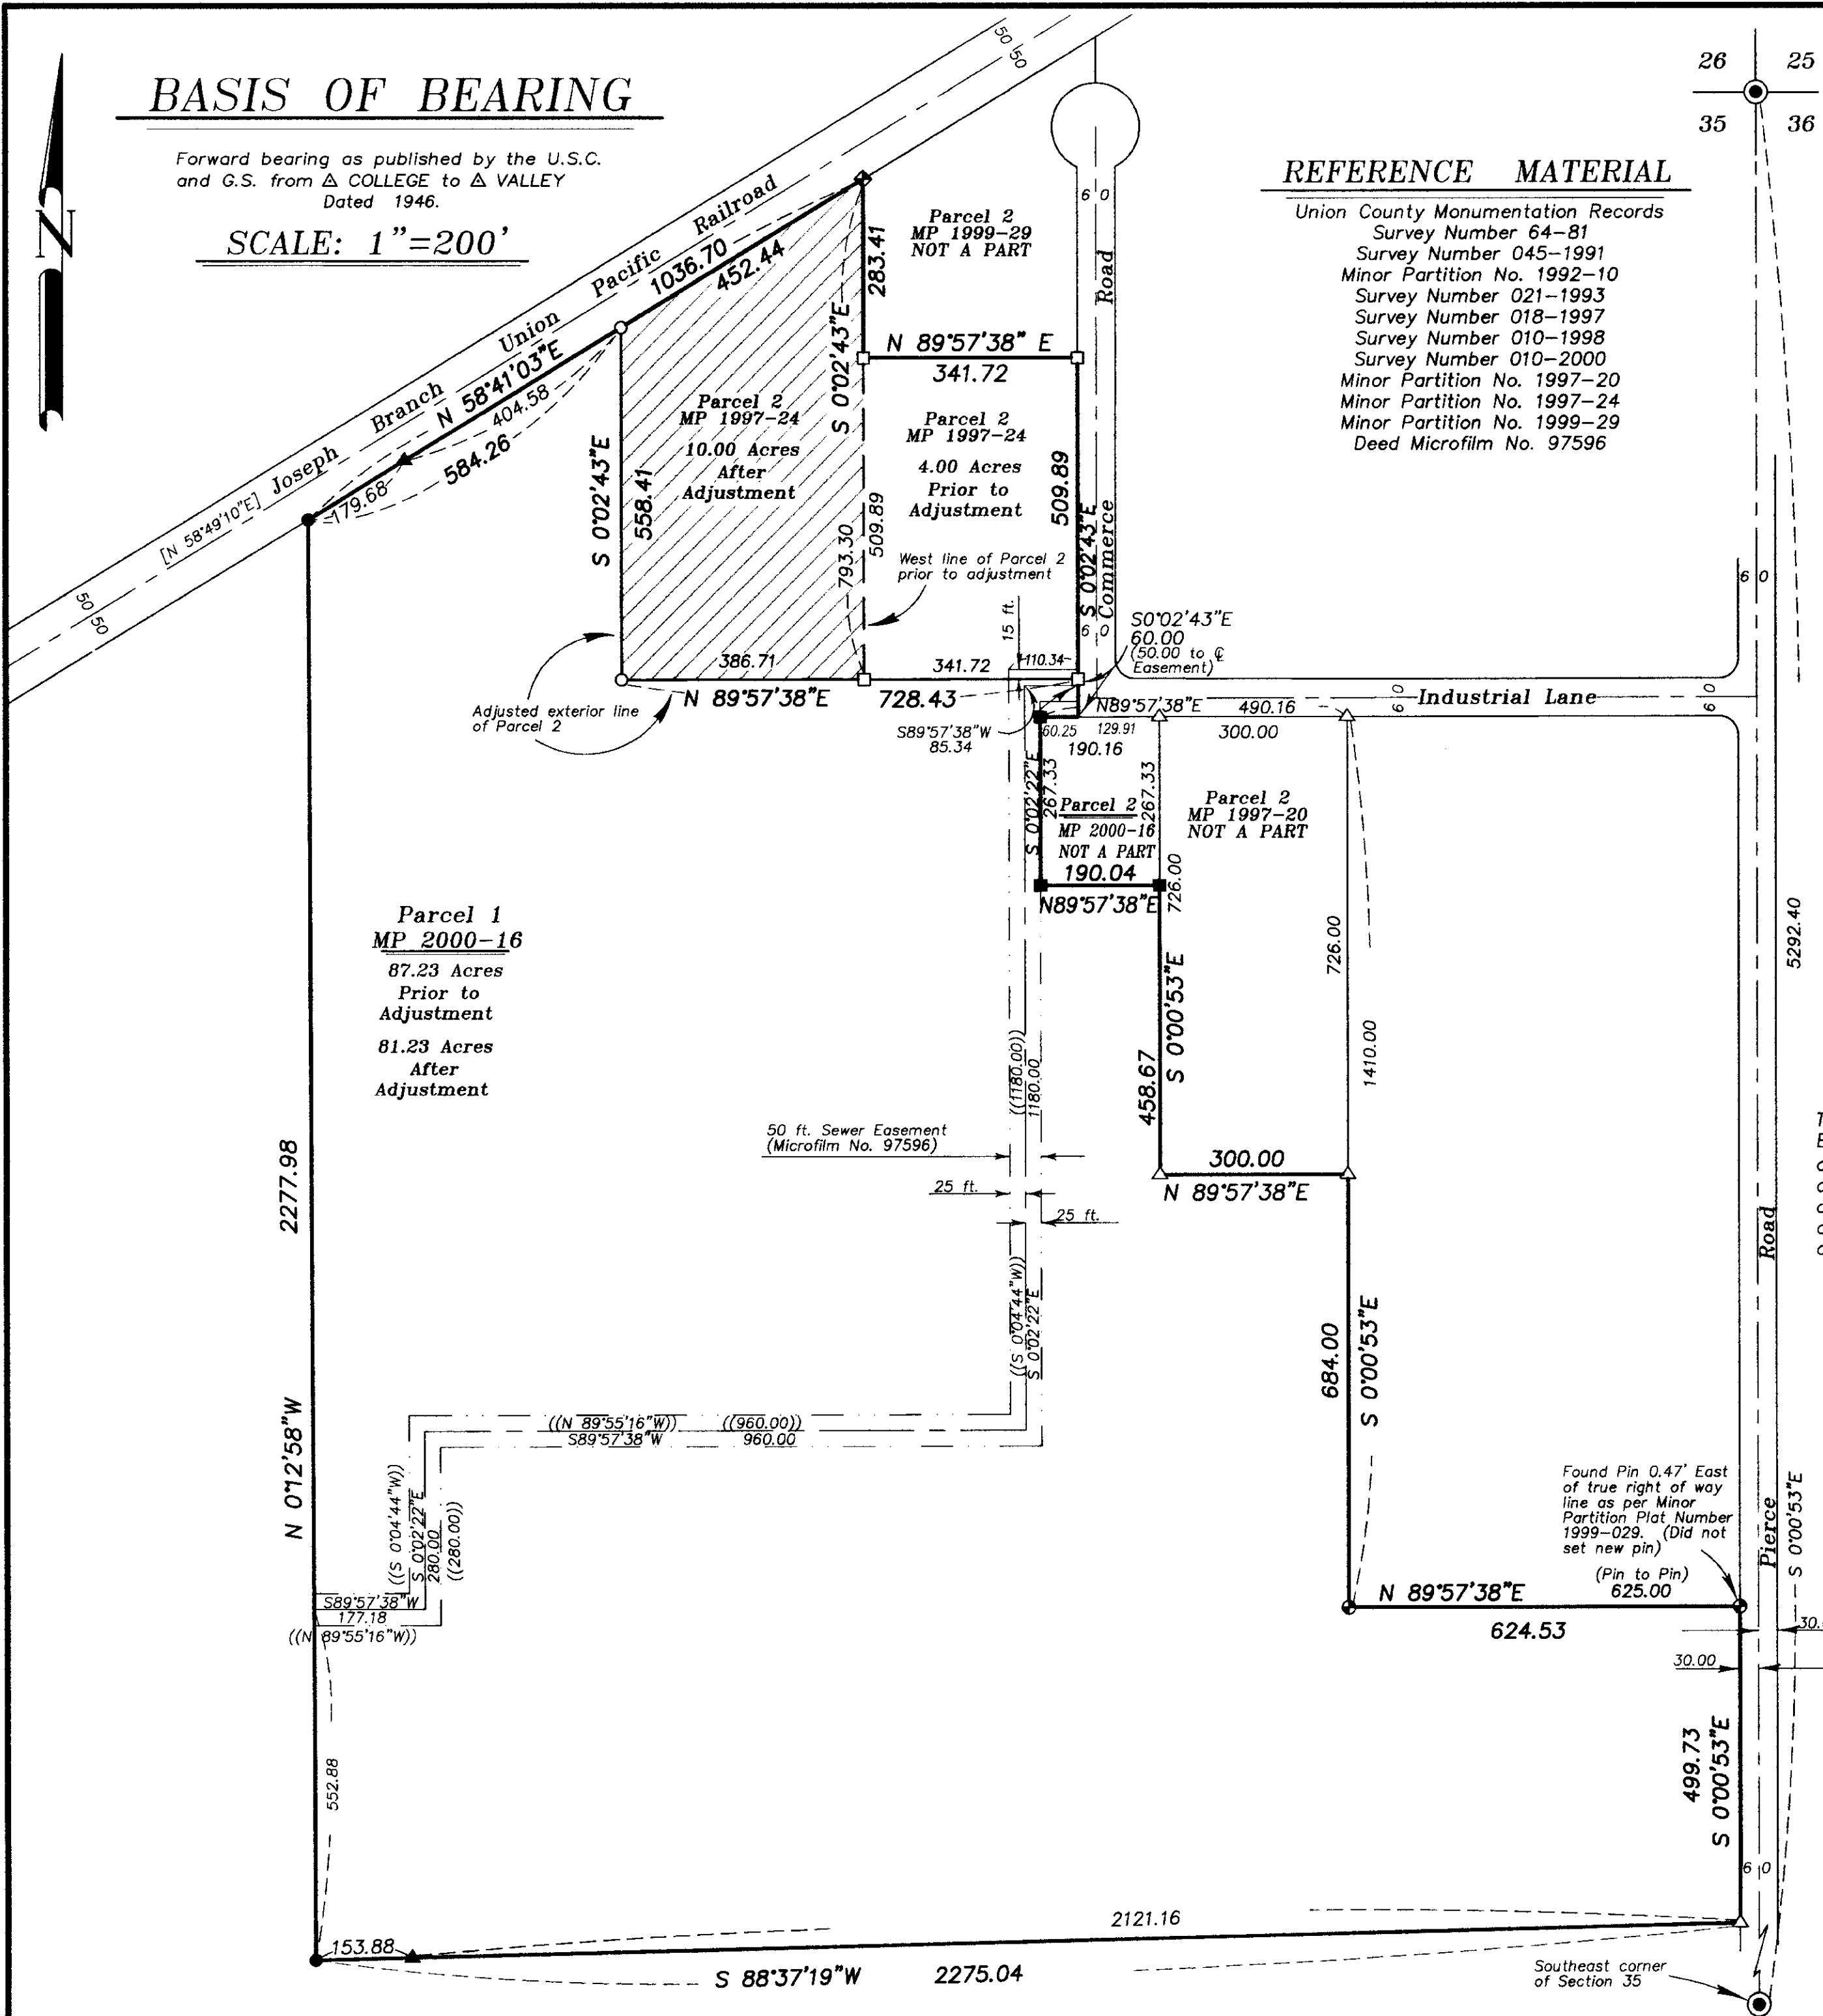 BASIS OF BEARING
Forward bearing as published by the U.S.C.
and G.S. from △ COLLEGE to △ VALLEY
Dated 1946.
SCALE: 1"=200'
N
26 25
35 36
REFERENCE MATERIAL
Union County Monumentation Records
Survey Number 64-81
Survey Number 045-1991
Minor Partition No. 1992-10
Survey Number 021-1993
Survey Number 018-1997
Survey Number 010-1998
Survey Number 010-2000
Minor Partition No. 1997-20
Minor Partition No. 1997-24
Minor Partition No. 1999-29
Deed Microfilm No. 97596
50 50
50 50
[N 58°49'10"E] Joseph Branch Union Pacific Railroad
1036.70
452.44
N 58°41'03"E
404.58
584.26
179.68
Parcel 2
MP 1999-29
NOT A PART
283.41
S 0°02'43"E
N 89°57'38" E
341.72
60
Commerce Road
Parcel 2
MP 1997-24
10.00 Acres
After
Adjustment
Parcel 2
MP 1997-24
4.00 Acres
Prior to
Adjustment
S 0°02'43"E
558.41
793.30
509.89
509.89
S 0°02'43"E
West line of Parcel 2
prior to adjustment
15 ft.
60
S0°02'43"E
60.00
(50.00 to ℄
Easement)
110.34
386.71
341.72
N 89°57'38"E
728.43
Adjusted exterior line
of Parcel 2
S89°57'38"W
85.34
N89°57'38"E
490.16
60.25
129.91
190.16
300.00
60
Industrial Lane
60
60
S 0°02'22"E
267.33
267.33
Parcel 2
MP 2000-16
NOT A PART
190.04
N89°57'38"E
Parcel 2
MP 1997-20
NOT A PART
726.00
726.00
1410.00
5292.40
Parcel 1
MP 2000-16
87.23 Acres
Prior to
Adjustment
81.23 Acres
After
Adjustment
((1180.00))
1180.00
458.67
S 0°00'53"E
50 ft. Sewer Easement
(Microfilm No. 97596)
25 ft.
25 ft.
300.00
N 89°57'38"E
2277.98
N 0°12'58"W
((S 0°04'44"W))
S 0°02'22"E
684.00
S 0°00'53"E
Pierce Road
((N 89°55'16"W)) ((960.00))
S89°57'38"W 960.00
((S 0°04'44"W))
S 0°02'22"E
280.00
((280.00))
S89°57'38"W
177.18
((N 89°55'16"W))
Found Pin 0.47' East
of true right of way
line as per Minor
Partition Plat Number
1999-029. (Did not
set new pin)
(Pin to Pin)
625.00
N 89°57'38"E
624.53
S 0°00'53"E
30.
30.00
499.73
S 0°00'53"E
60
552.88
153.88
2121.16
S 88°37'19"W 2275.04
Southeast corner
of Section 35